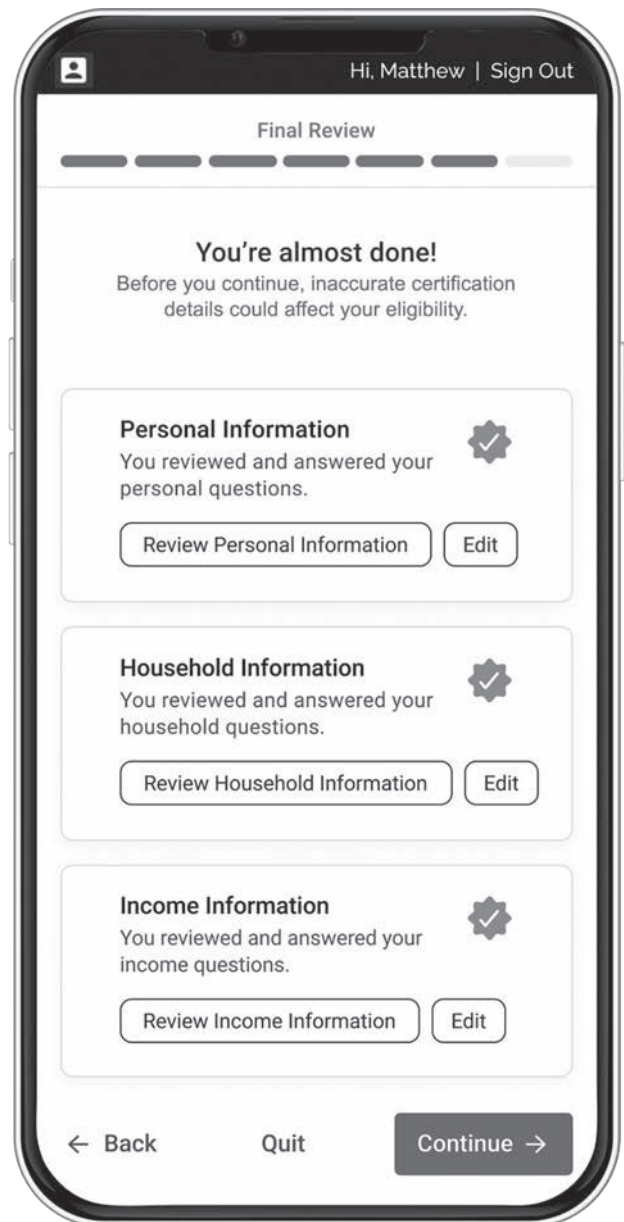 Hi, Matthew | Sign Out
Final Review
You're almost done!
Before you continue, inaccurate certification
details could affect your eligibility.
Personal Information
You reviewed and answered your
personal questions.
Review Personal Information Edit
Household Information
You reviewed and answered your
household questions.
Review Household Information Edit
Income Information
You reviewed and answered your
income questions.
Review Income Information Edit
← Back Quit Continue →